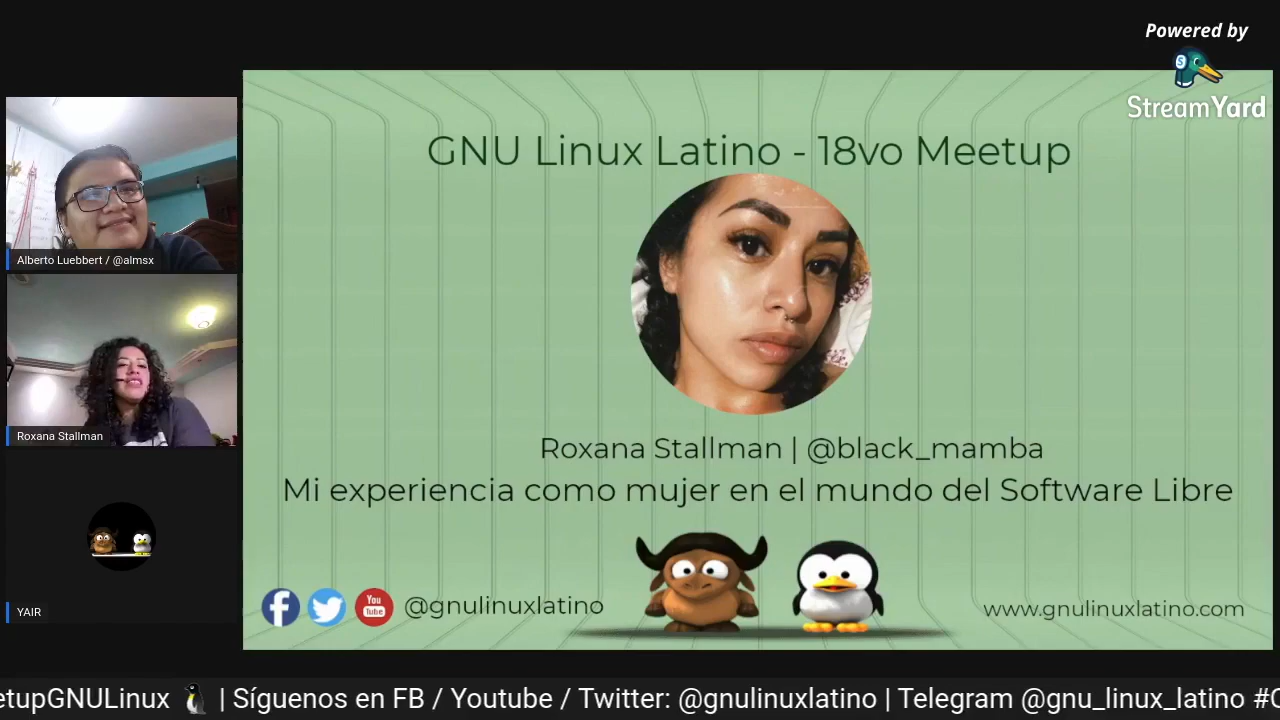 Powered by
StreamYard
Alberto Luebbert / @almsx
Roxana Stallman
YAIR
GNU Linux Latino - 18vo Meetup
Roxana Stallman | @black_mamba
Mi experiencia como mujer en el mundo del Software Libre
You
Tube
@gnulinuxlatino
www.gnulinuxlatino.com
etupGNULinux 🐧 | Síguenos en FB / Youtube / Twitter: @gnulinuxlatino | Telegram @gnu_linux_latino #